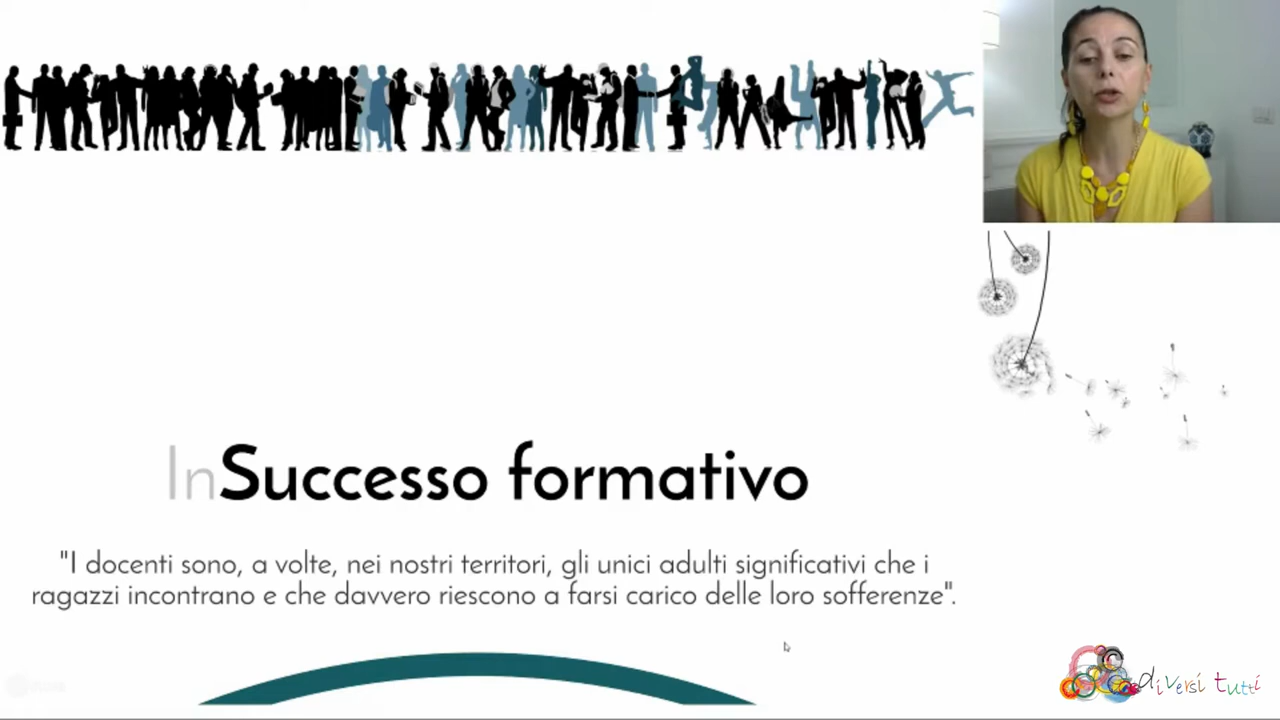 InSuccesso formativo
"I docenti sono, a volte, nei nostri territori, gli unici adulti significativi che i
ragazzi incontrano e che davvero riescono a farsi carico delle loro sofferenze".
diversi tutti